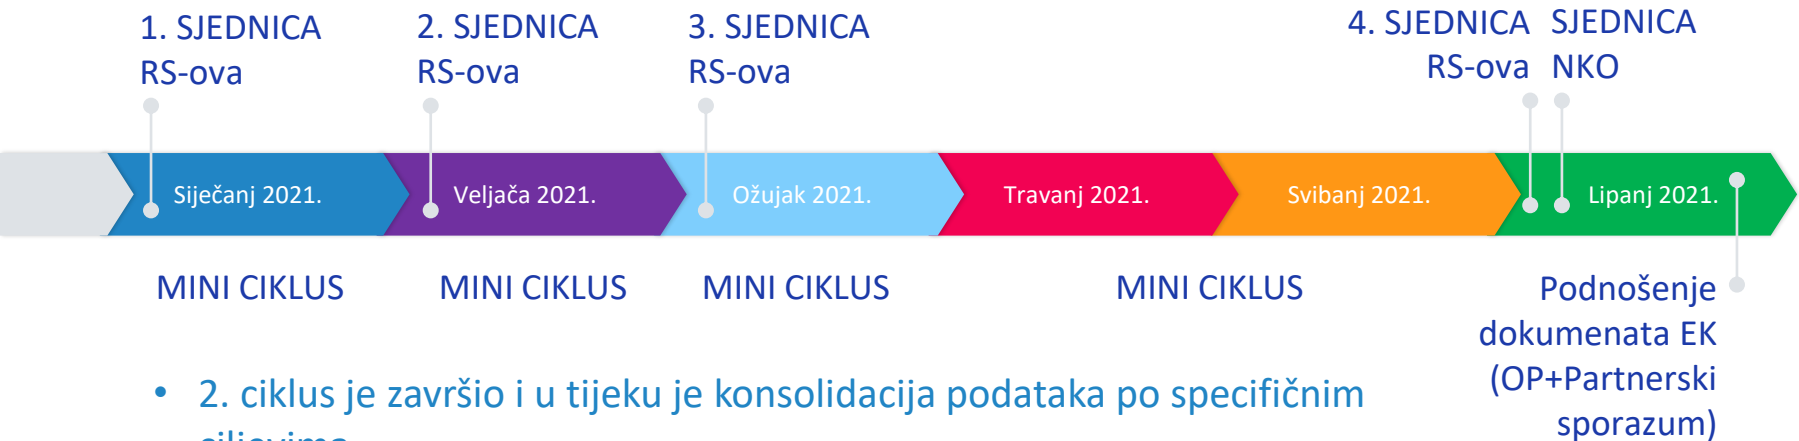 1. SJEDNICA
RS-ova
2. SJEDNICA
RS-ova
3. SJEDNICA
RS-ova
4. SJEDNICA
RS-ova
SJEDNICA
NKO
Siječanj 2021.
Veljača 2021.
Ožujak 2021.
Travanj 2021.
Svibanj 2021.
Lipanj 2021.
MINI CIKLUS
MINI CIKLUS
MINI CIKLUS
MINI CIKLUS
Podnošenje
dokumenata EK
(OP+Partnerski
sporazum)
• 2. ciklus je završio i u tijeku je konsolidacija podataka po specifičnim